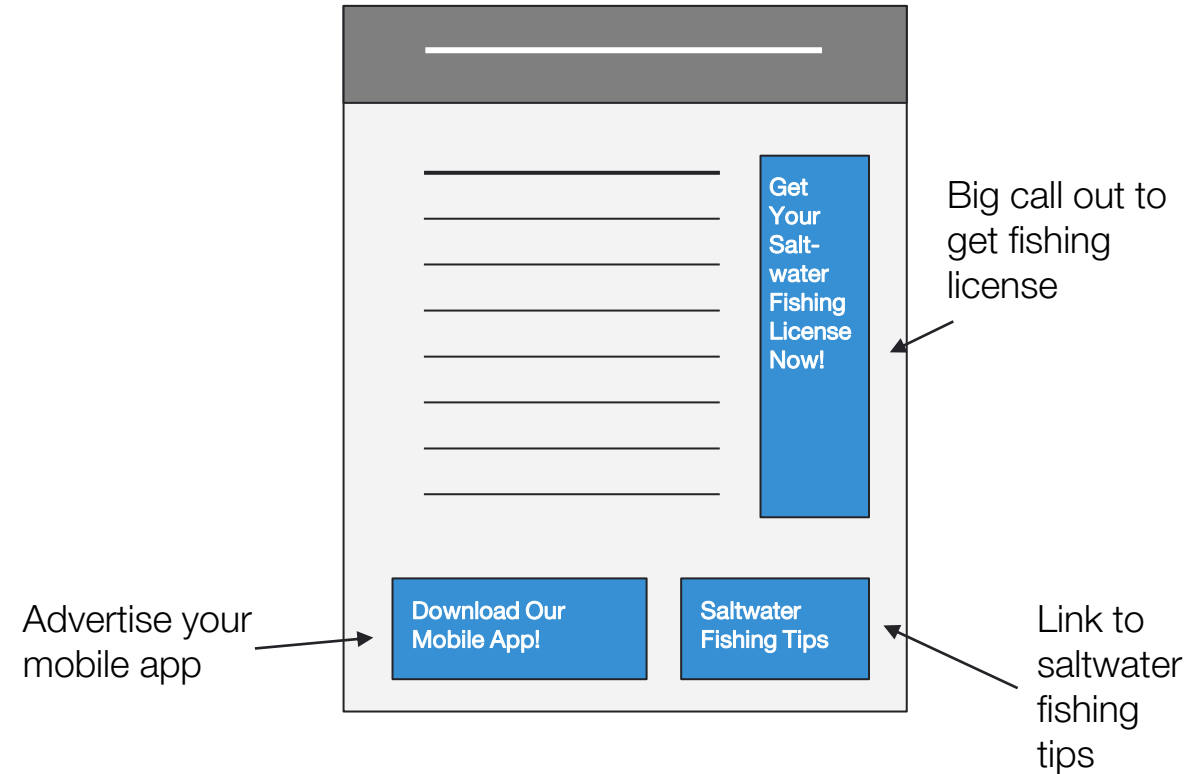 Get
Your
Salt-
water
Fishing
License
Now!
Big call out to
get fishing
license
Advertise your
mobile app
Download Our
Mobile App!
Saltwater
Fishing Tips
Link to
saltwater
fishing
tips